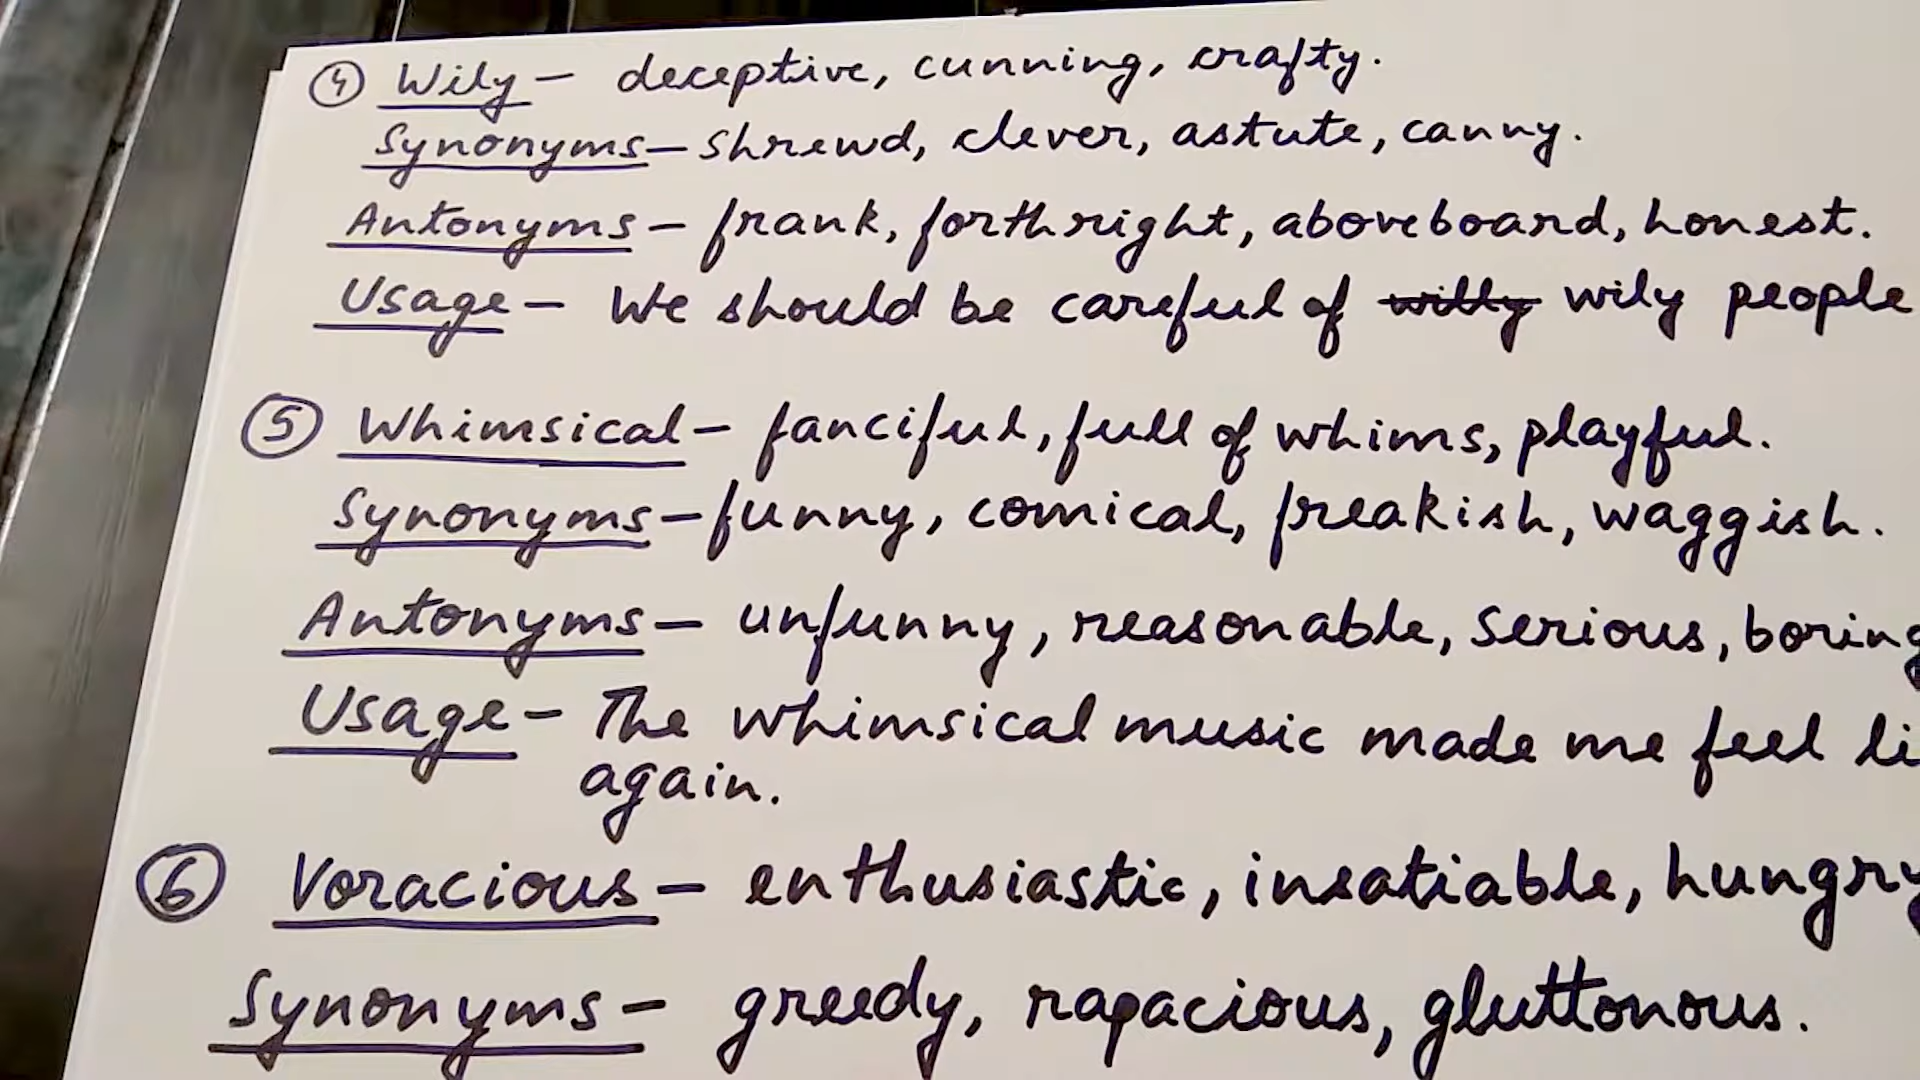 ④ Wily – deceptive, cunning, crafty.
Synonyms – shrewd, clever, astute, canny.
Antonyms – frank, forthright, aboveboard, honest.
Usage – We should be careful of willy wily people
⑤ Whimsical – fanciful, full of whims, playful.
Synonyms – funny, comical, freakish, waggish.
Antonyms – unfunny, reasonable, serious, boring
Usage – The whimsical music made me feel li
again.
⑥ Voracious – enthusiastic, insatiable, hungry
Synonyms – greedy, rapacious, gluttonous.